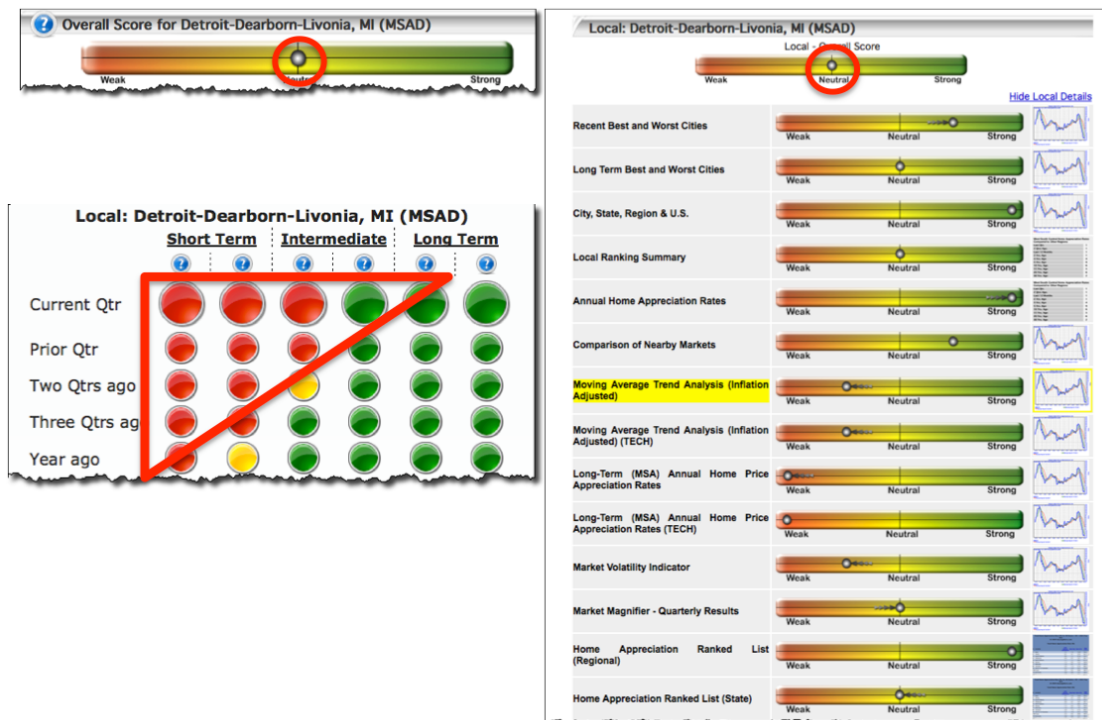 Overall Score for Detroit-Dearborn-Livonia, MI (MSAD)
Weak Neutral Strong
Local: Detroit-Dearborn-Livonia, MI (MSAD)
Short Term Intermediate Long Term
? ? ? ? ? ?
Current Qtr
Prior Qtr
Two Qtrs ago
Three Qtrs ag
Year ago
Local: Detroit-Dearborn-Livonia, MI (MSAD)
Local - Overall Score
Weak Neutral Strong
Hide Local Details
Recent Best and Worst Cities
Weak Neutral Strong
Long Term Best and Worst Cities
Weak Neutral Strong
City, State, Region & U.S.
Weak Neutral Strong
Local Ranking Summary
Weak Neutral Strong
Annual Home Appreciation Rates
Weak Neutral Strong
Comparison of Nearby Markets
Weak Neutral Strong
Moving Average Trend Analysis (Inflation
Adjusted)
Weak Neutral Strong
Moving Average Trend Analysis (Inflation
Adjusted) (TECH)
Weak Neutral Strong
Long-Term (MSA) Annual Home Price
Appreciation Rates
Weak Neutral Strong
Long-Term (MSA) Annual Home Price
Appreciation Rates (TECH)
Weak Neutral Strong
Market Volatility Indicator
Weak Neutral Strong
Market Magnifier - Quarterly Results
Weak Neutral Strong
Home Appreciation Ranked List
(Regional)
Weak Neutral Strong
Home Appreciation Ranked List (State)
Weak Neutral Strong